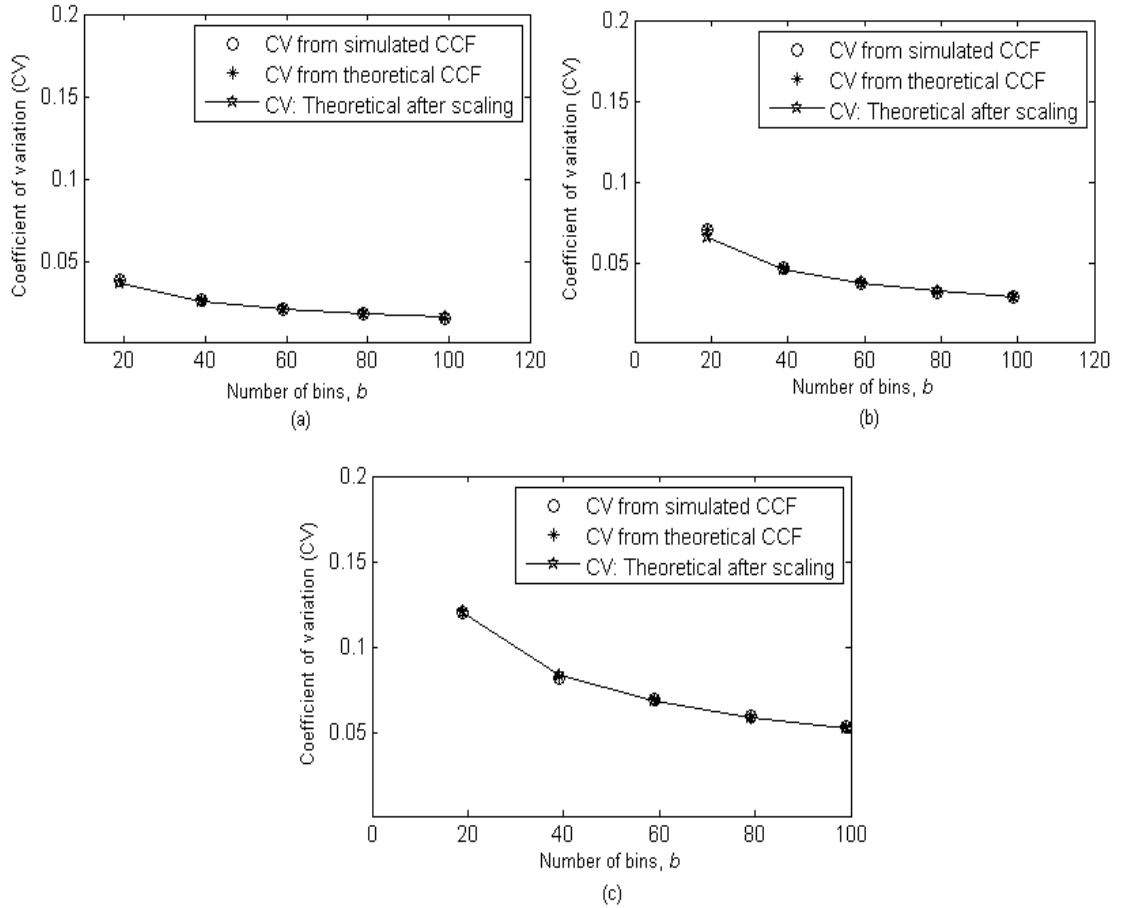 0.2
0.15
0.1
0.05
Coefficient of variation (CV)
CV from simulated CCF
CV from theoretical CCF
CV: Theoretical after scaling
20 40 60 80 100 120
Number of bins, b
(a)
0.2
0.15
0.1
0.05
Coefficient of variation (CV)
CV from simulated CCF
CV from theoretical CCF
CV: Theoretical after scaling
0 20 40 60 80 100 120
Number of bins, b
(b)
0.2
0.15
0.1
0.05
Coefficient of variation (CV)
CV from simulated CCF
CV from theoretical CCF
CV: Theoretical after scaling
0 20 40 60 80 100
Number of bins, b
(c)